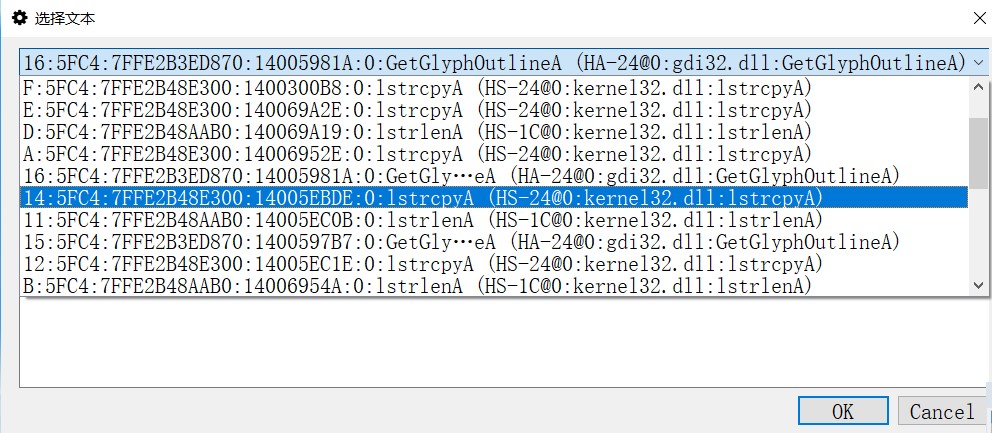 选择文本
16:5FC4:7FFE2B3ED870:14005981A:0:GetGlyphOutlineA (HA-24@0:gdi32.dll:GetGlyphOutlineA)
F:5FC4:7FFE2B48E300:1400300B8:0:lstrcpyA (HS-24@0:kernel32.dll:lstrcpyA)
E:5FC4:7FFE2B48E300:140069A2E:0:lstrcpyA (HS-24@0:kernel32.dll:lstrcpyA)
D:5FC4:7FFE2B48AAB0:140069A19:0:lstrlenA (HS-1C@0:kernel32.dll:lstrlenA)
A:5FC4:7FFE2B48E300:14006952E:0:lstrcpyA (HS-24@0:kernel32.dll:lstrcpyA)
16:5FC4:7FFE2B3ED870:14005981A:0:GetGly…eA (HA-24@0:gdi32.dll:GetGlyphOutlineA)
14:5FC4:7FFE2B48E300:14005EBDE:0:lstrcpyA (HS-24@0:kernel32.dll:lstrcpyA)
11:5FC4:7FFE2B48AAB0:14005EC0B:0:lstrlenA (HS-1C@0:kernel32.dll:lstrlenA)
15:5FC4:7FFE2B3ED870:1400597B7:0:GetGly…eA (HA-24@0:gdi32.dll:GetGlyphOutlineA)
12:5FC4:7FFE2B48E300:14005EC1E:0:lstrcpyA (HS-24@0:kernel32.dll:lstrcpyA)
B:5FC4:7FFE2B48AAB0:14006954A:0:lstrlenA (HS-1C@0:kernel32.dll:lstrlenA)
OK
Cancel